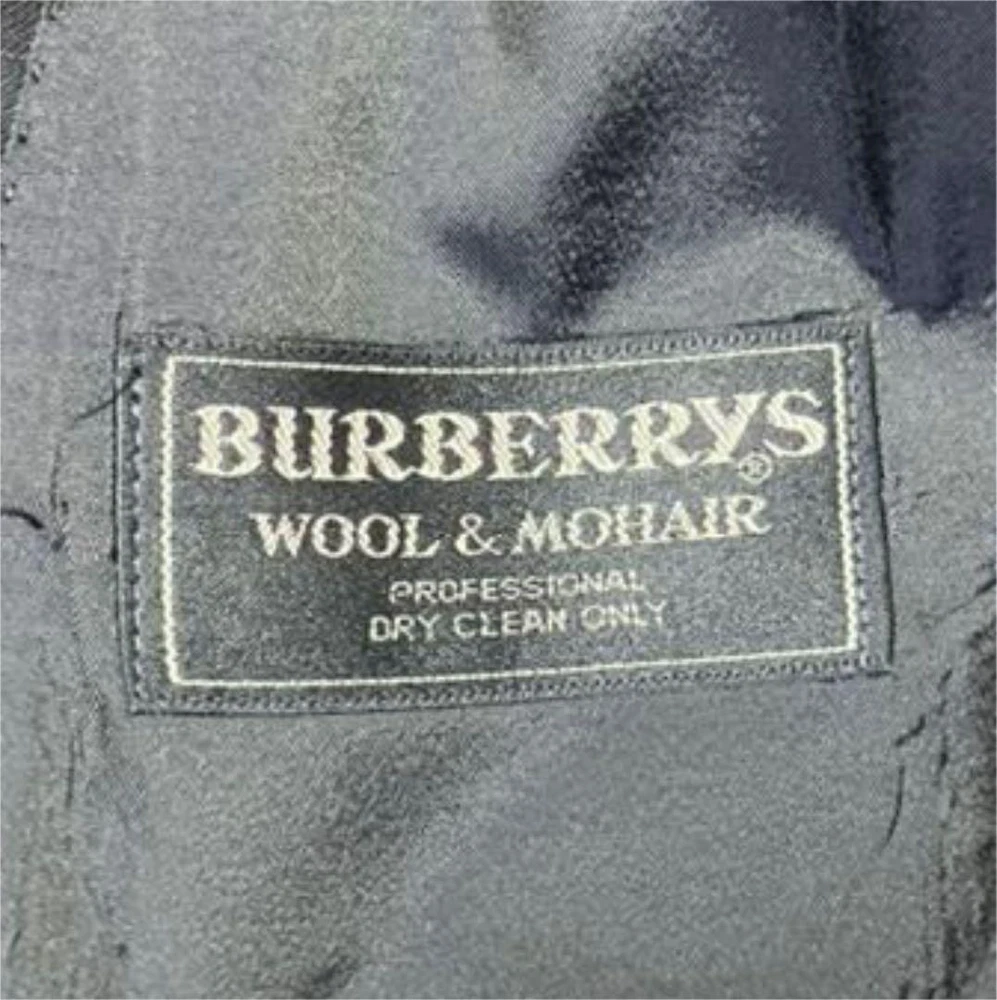 BURBERRYS®
WOOL & MOHAIR
PROFESSIONAL
DRY CLEAN ONLY